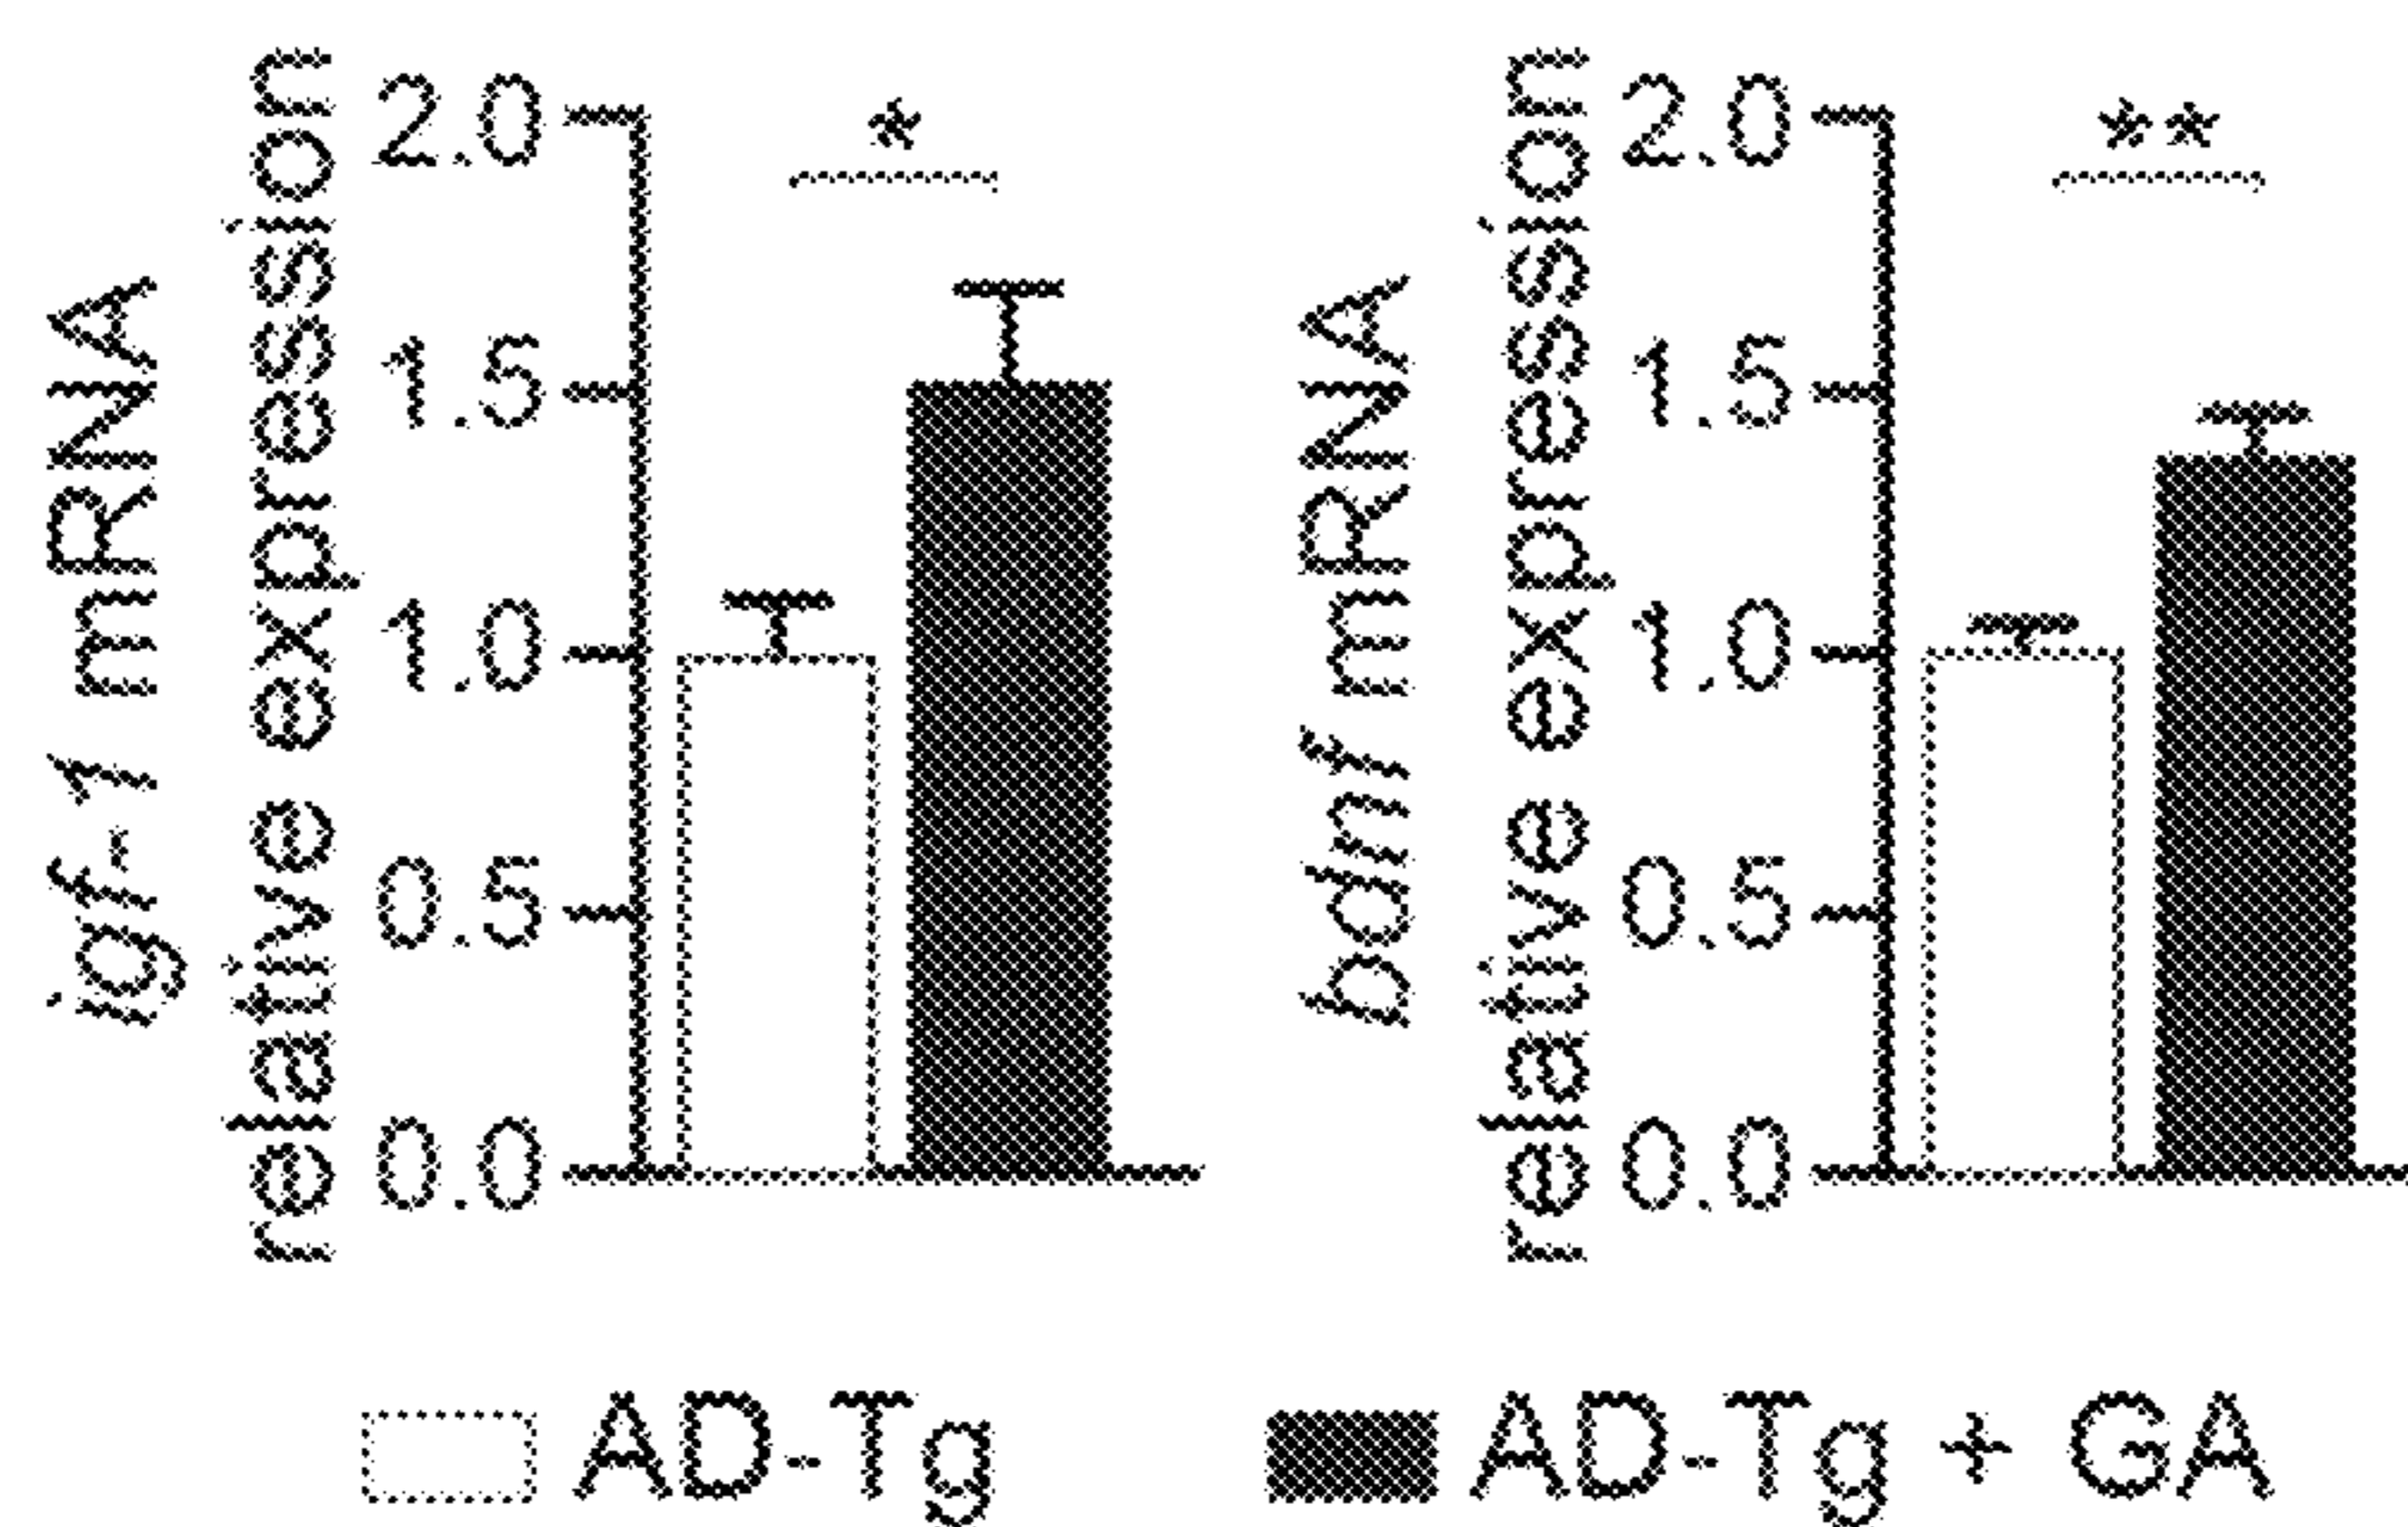 igf-1 mRNA
relative expression
2.0
1.5
1.0
0.5
0.0
*
bdnf mRNA
relative expression
2.0
1.5
1.0
0.5
0.0
**
AD-Tg
AD-Tg + GA